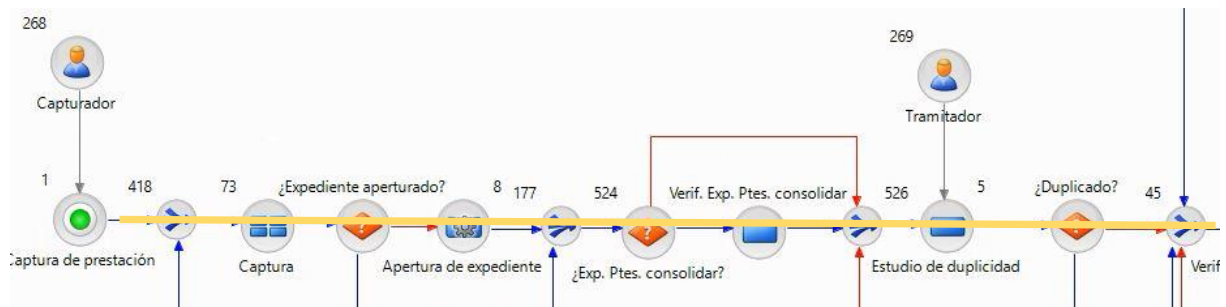 268
269
Capturador
Tramitador
1
418
73
¿Expediente aperturado?
8
177
524
Verif. Exp. Ptes. consolidar
526
5
¿Duplicado?
45
Captura de prestación
Captura
Apertura de expediente
¿Exp. Ptes. consolidar?
Estudio de duplicidad
Verif